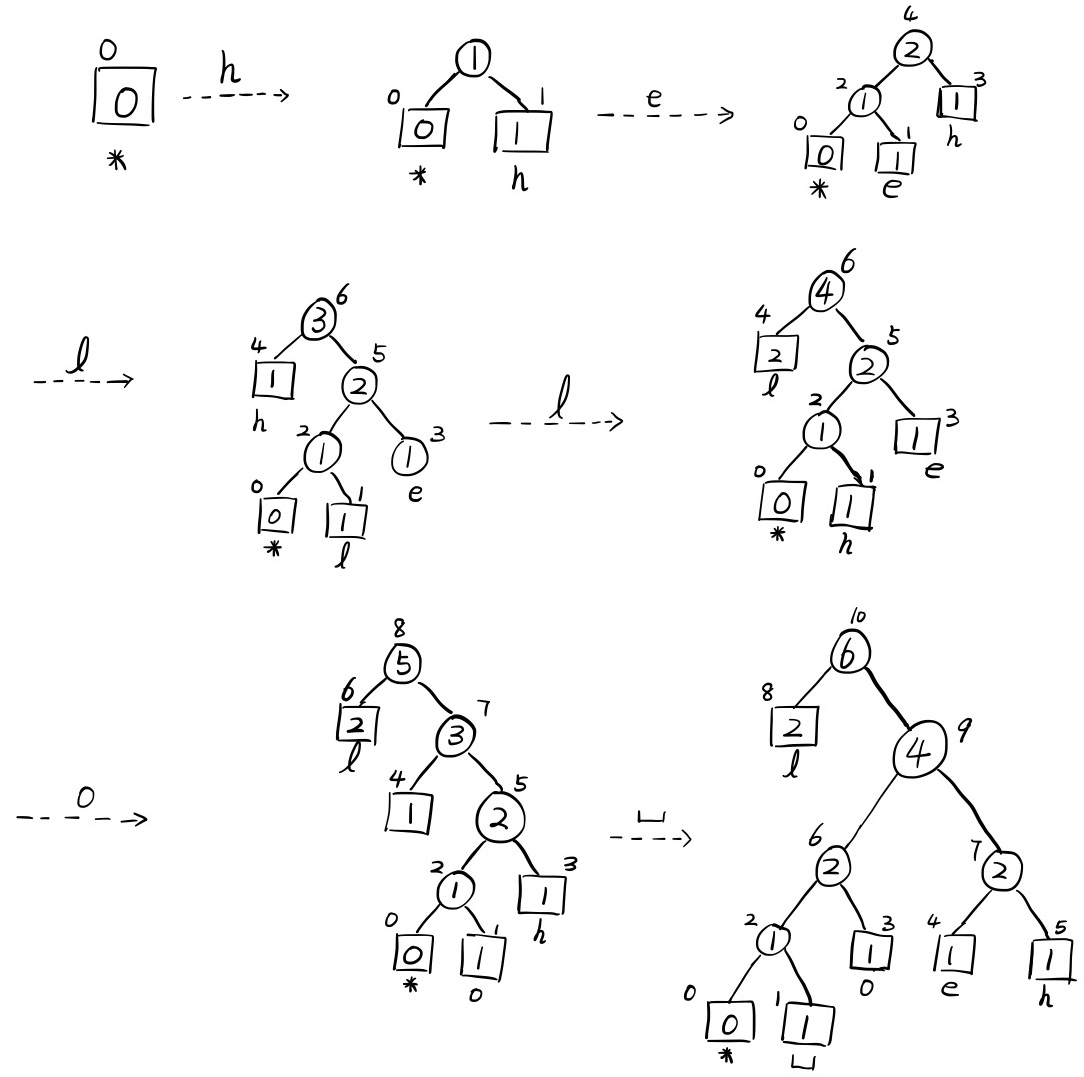 0 h 1 4
0 0 1 2
* 0 1 e 2 1 3
* h 0 0 1 1 1 h
* e
6 6
3 4
4 1 5 4 2 5
h 2 l l 2
2 1 1 3 2 1 1 3
e e
0 0 1 1 0 0 1 1
* l * h
8 10
5 6
6 2 7 8 2 9
l 3 l 4
o 4 1 5 ␣ 6 7
2 2 2
2 1 3 1 2 1 3 1 4 1 5 1
h o e h
0 0 1 1 0 0 1 1
* o * ␣